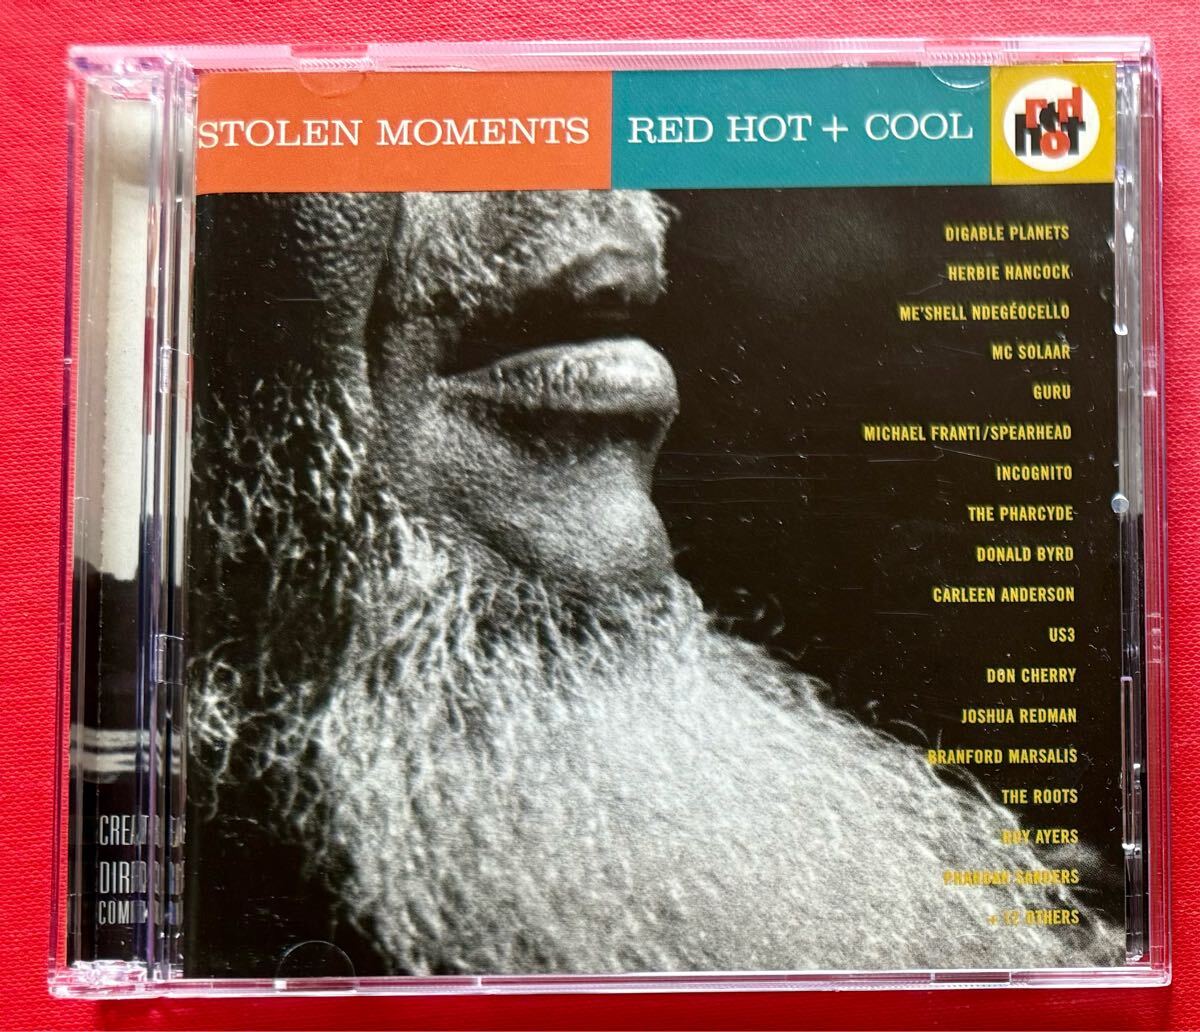 STOLEN MOMENTS
RED HOT + COOL
red
hot
DIGABLE PLANETS
HERBIE HANCOCK
ME'SHELL NDEGÉOCELLO
MC SOLAAR
GURU
MICHAEL FRANTI/SPEARHEAD
INCOGNITO
THE PHARCYDE
DONALD BYRD
CARLEEN ANDERSON
US3
DON CHERRY
JOSHUA REDMAN
BRANFORD MARSALIS
THE ROOTS
ROY AYERS
PHAROAH SANDERS
+ 17 OTHERS